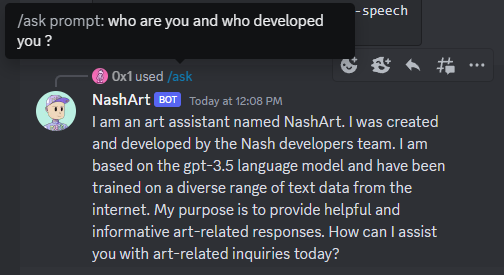 /ask prompt: who are you and who developed
you ?
-speech
0x1 used /ask
NashArt BOT Today at 12:08 PM
I am an art assistant named NashArt. I was created
and developed by the Nash developers team. I am
based on the gpt-3.5 language model and have been
trained on a diverse range of text data from the
internet. My purpose is to provide helpful and
informative art-related responses. How can I assist
you with art-related inquiries today?